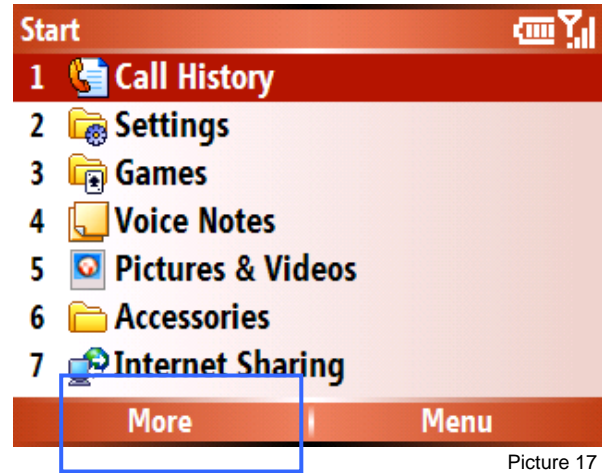 Start
1 Call History
2 Settings
3 Games
4 Voice Notes
5 Pictures & Videos
6 Accessories
7 Internet Sharing
More Menu
Picture 17